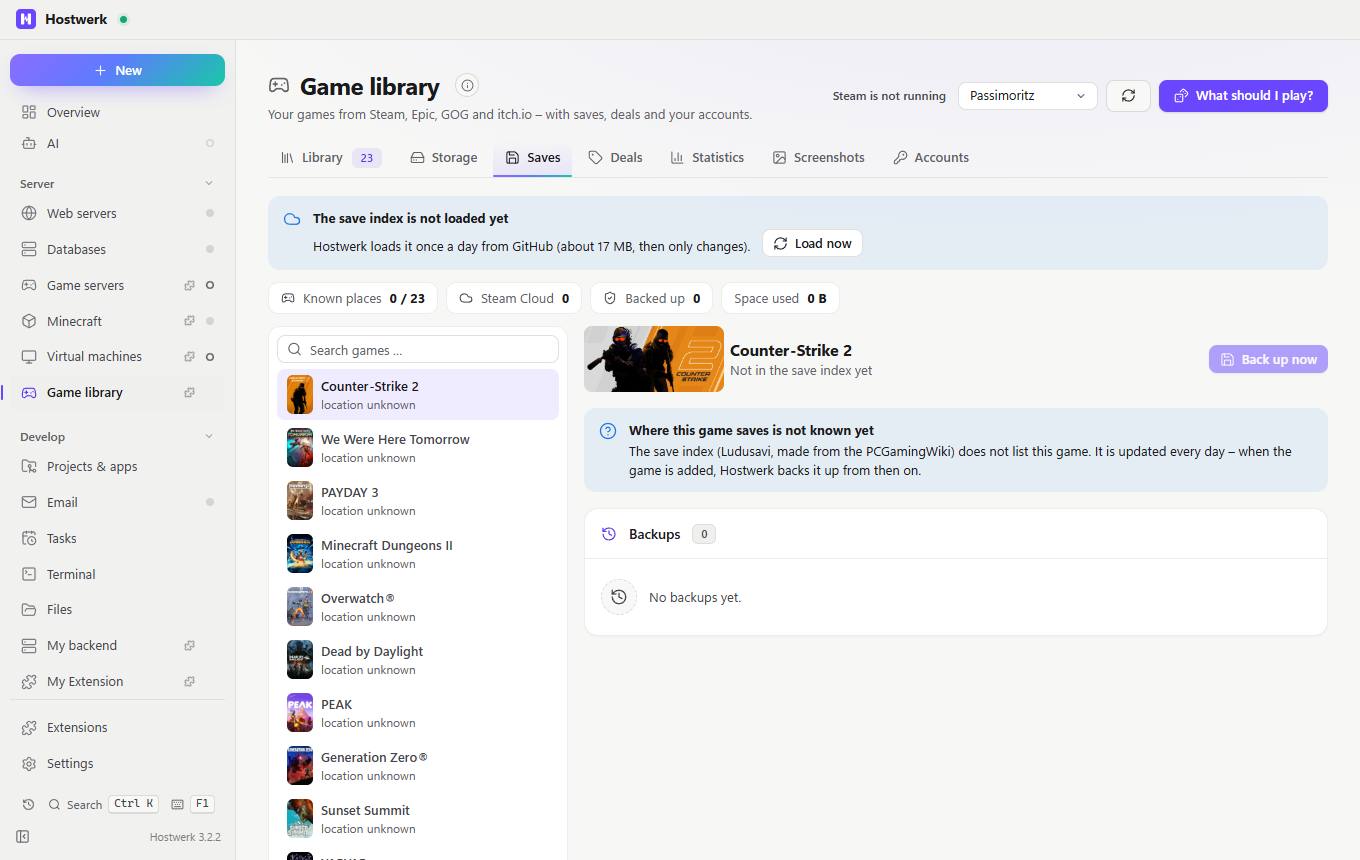 Hostwerk
New
Overview
AI
Server
Web servers
Databases
Game servers
Minecraft
Virtual machines
Game library
Develop
Projects & apps
Email
Tasks
Terminal
Files
My backend
My Extension
Extensions
Settings
Search Ctrl K F1
Hostwerk 3.2.2
Game library
Your games from Steam, Epic, GOG and itch.io – with saves, deals and your accounts.
Steam is not running Passimoritz What should I play?
Library 23 Storage Saves Deals Statistics Screenshots Accounts
The save index is not loaded yet
Hostwerk loads it once a day from GitHub (about 17 MB, then only changes). Load now
Known places 0 / 23 Steam Cloud 0 Backed up 0 Space used 0 B
Search games ...
Counter-Strike 2
location unknown
We Were Here Tomorrow
location unknown
PAYDAY 3
location unknown
Minecraft Dungeons II
location unknown
Overwatch®
location unknown
Dead by Daylight
location unknown
PEAK
PEAK
location unknown
Generation Zero®
location unknown
Sunset Summit
location unknown
2
COUNTER
STRIKE
Counter-Strike 2
Not in the save index yet
Back up now
Where this game saves is not known yet
The save index (Ludusavi, made from the PCGamingWiki) does not list this game. It is updated every day – when the
game is added, Hostwerk backs it up from then on.
Backups 0
No backups yet.